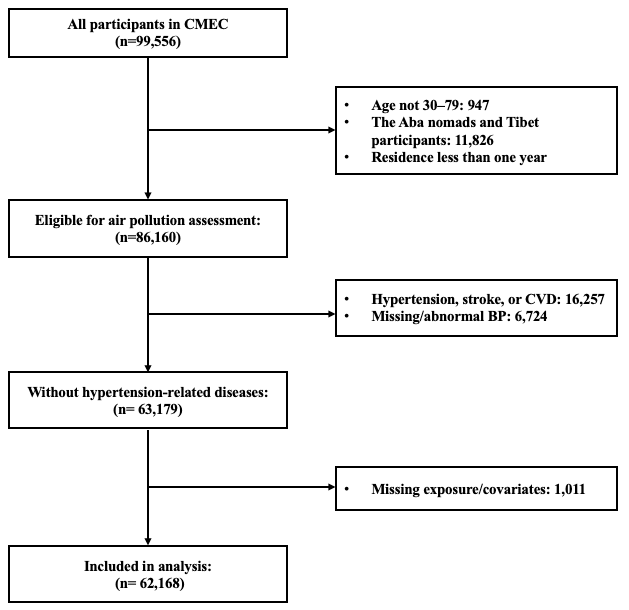 All participants in CMEC
(n=99,556)
• Age not 30–79: 947
• The Aba nomads and Tibet
participants: 11,826
• Residence less than one year
Eligible for air pollution assessment:
(n=86,160)
• Hypertension, stroke, or CVD: 16,257
• Missing/abnormal BP: 6,724
Without hypertension-related diseases:
(n= 63,179)
• Missing exposure/covariates: 1,011
Included in analysis:
(n= 62,168)